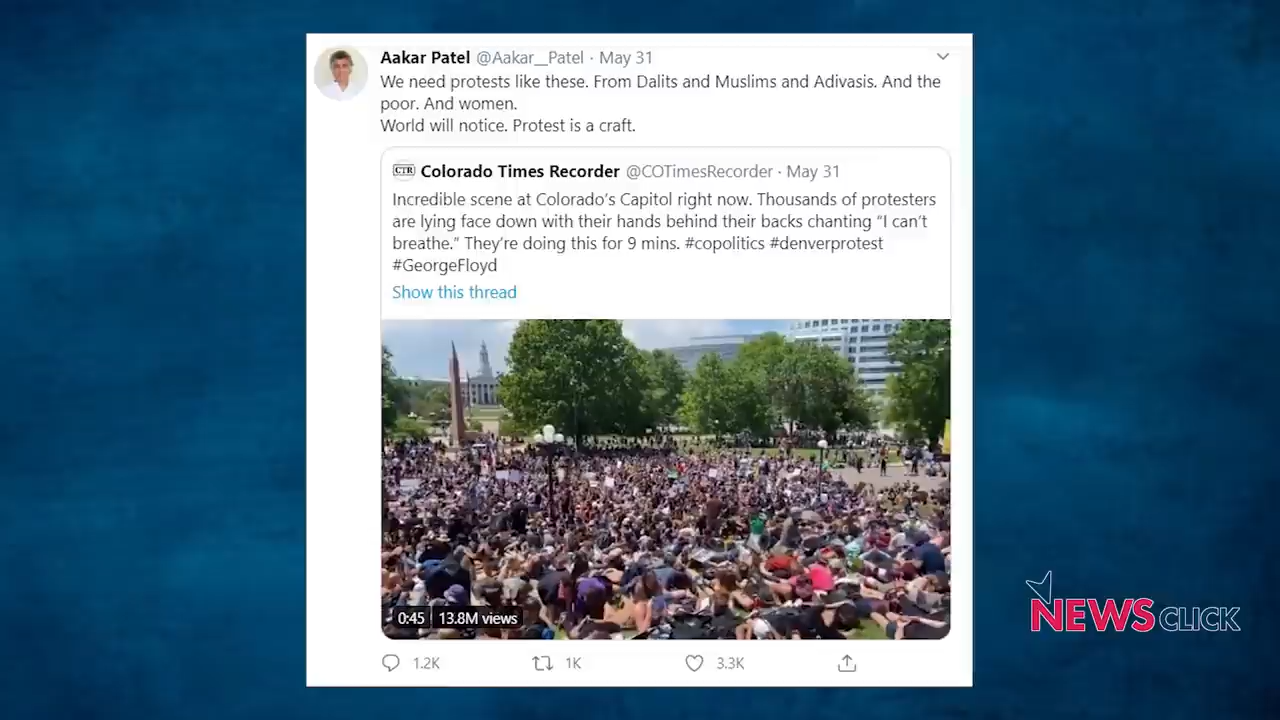 Aakar Patel @Aakar__Patel · May 31
We need protests like these. From Dalits and Muslims and Adivasis. And the
poor. And women.
World will notice. Protest is a craft.
CTR Colorado Times Recorder @COTimesRecorder · May 31
Incredible scene at Colorado's Capitol right now. Thousands of protesters
are lying face down with their hands behind their backs chanting “I can't
breathe.” They're doing this for 9 mins. #copolitics #denverprotest
#GeorgeFloyd
Show this thread
0:45 13.8M views
1.2K 1K 3.3K
NEWSCLICK